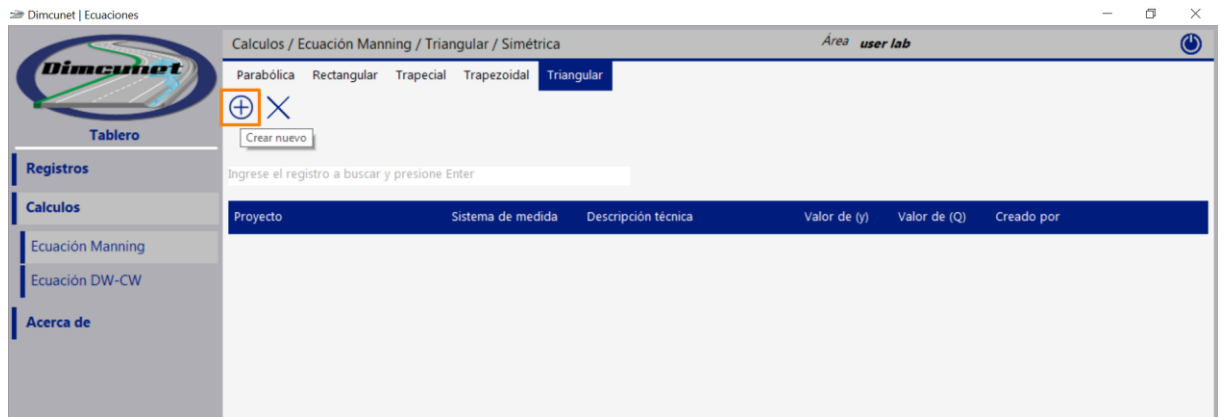 Dimcunet | Ecuaciones
Dimcunet
Tablero
Registros
Calculos
Ecuación Manning
Ecuación DW-CW
Acerca de
Calculos / Ecuación Manning / Triangular / Simétrica
Área user lab
Parabólica Rectangular Trapecial Trapezoidal Triangular
Crear nuevo
Ingrese el registro a buscar y presione Enter
Proyecto Sistema de medida Descripción técnica Valor de (y) Valor de (Q) Creado por